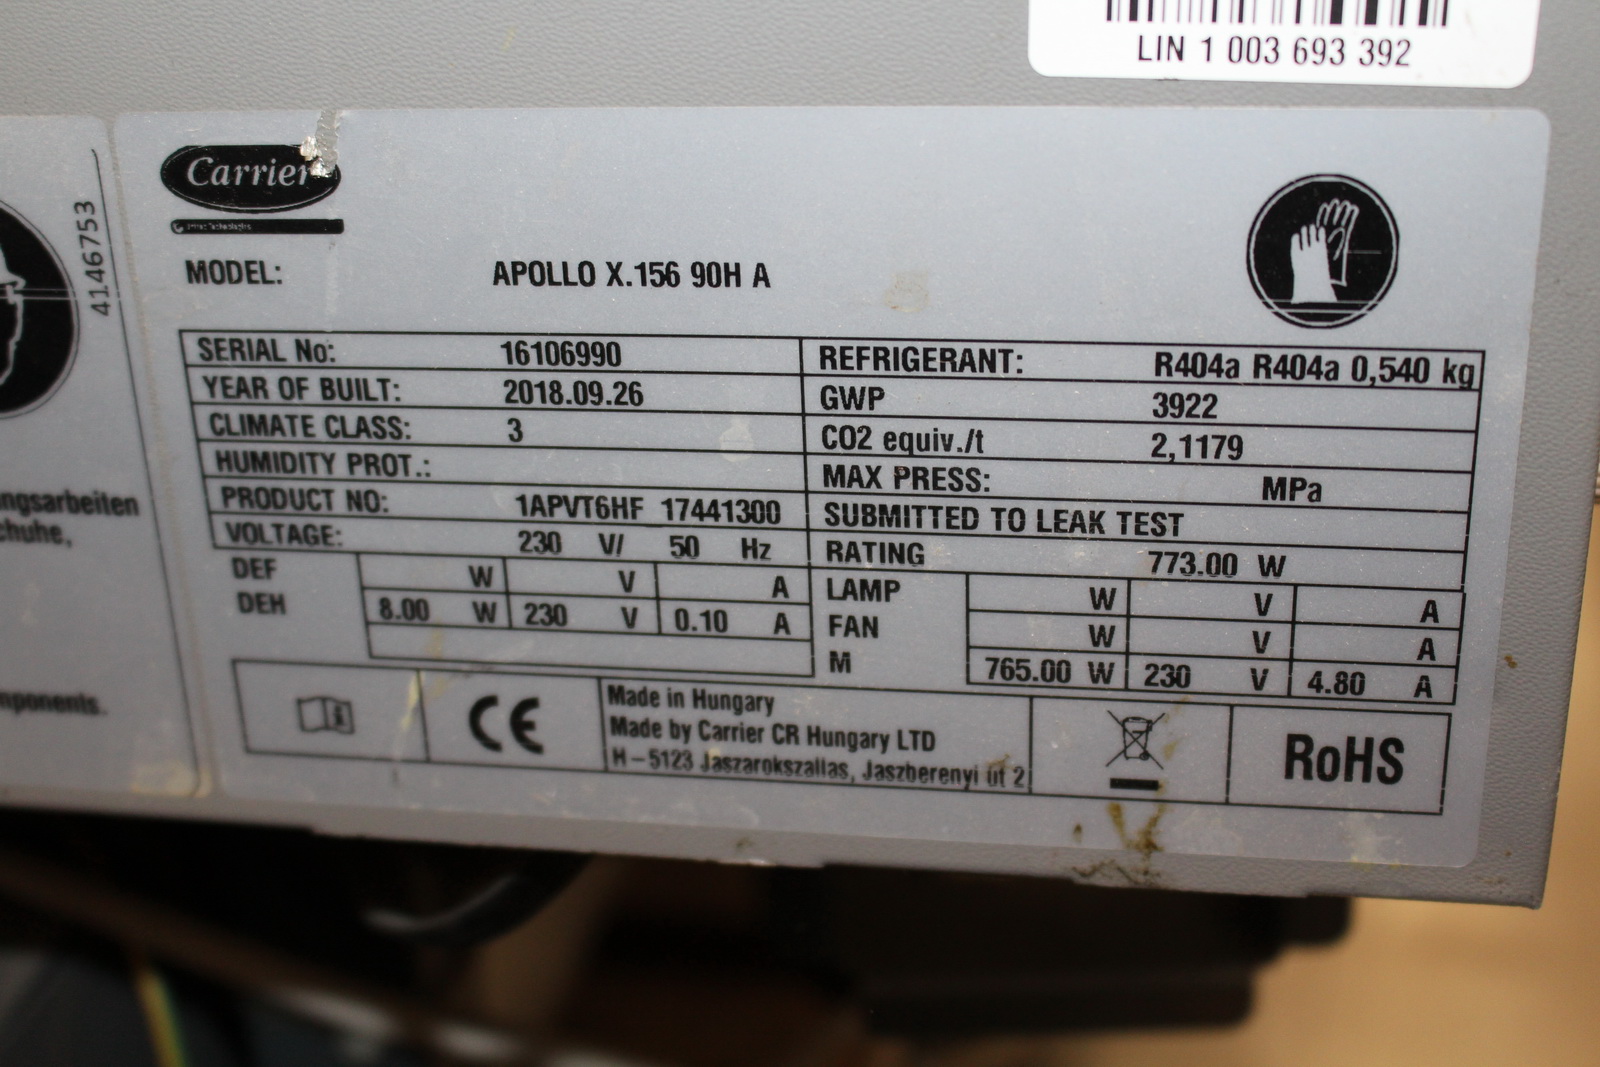 LIN 1 003 693 392
Carrier
4146753
MODEL: APOLLO X.156 90H A
SERIAL No: 16106990
YEAR OF BUILT: 2018.09.26
CLIMATE CLASS: 3
HUMIDITY PROT.:
PRODUCT NO: 1APVT6HF 17441300
VOLTAGE: 230 V/ 50 Hz
DEF W V A
DEH 8.00 W 230 V 0.10 A
REFRIGERANT: R404a R404a 0,540 kg
GWP 3922
CO2 equiv./t 2,1179
MAX PRESS: MPa
SUBMITTED TO LEAK TEST
RATING 773.00 W
LAMP W V A
FAN W V A
M 765.00 W 230 V 4.80 A
ngsarbeiten
chuhe,
mponents.
CE
Made in Hungary
Made by Carrier CR Hungary LTD
H-5123 Jaszarokszallas, Jaszberenyi út 2
RoHS